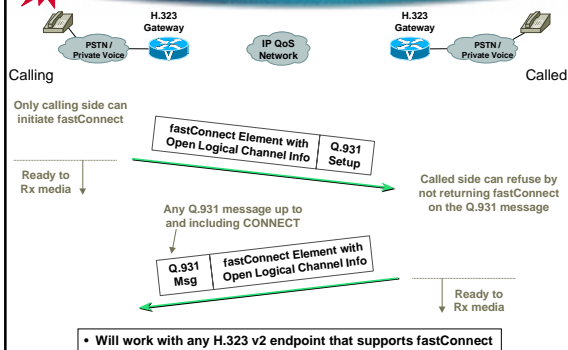 H.323
Gateway
H.323
Gateway
PSTN /
Private Voice
IP QoS
Network
PSTN /
Private Voice
Calling
Called
Only calling side can
initiate fastConnect
fastConnect Element with
Open Logical Channel Info
Q.931
Setup
Ready to
Rx media
Called side can refuse by
not returning fastConnect
on the Q.931 message
Any Q.931 message up to
and including CONNECT
Q.931
Msg
fastConnect Element with
Open Logical Channel Info
Ready to
Rx media
• Will work with any H.323 v2 endpoint that supports fastConnect